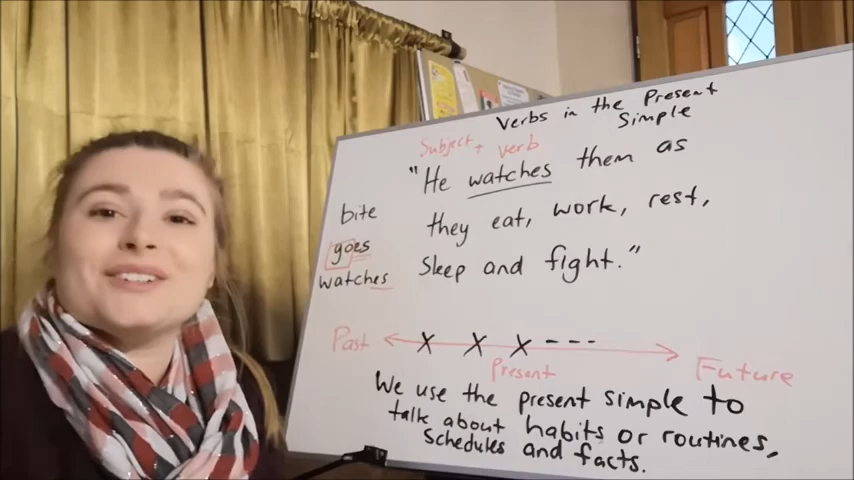 Verbs in the Present
Simple
Subject + verb
"He watches them as
they eat, work, rest,
Sleep and fight."
bite
goes
watches
Past
Present
Future
We use the present simple to
talk about habits or routines,
Schedules and facts.